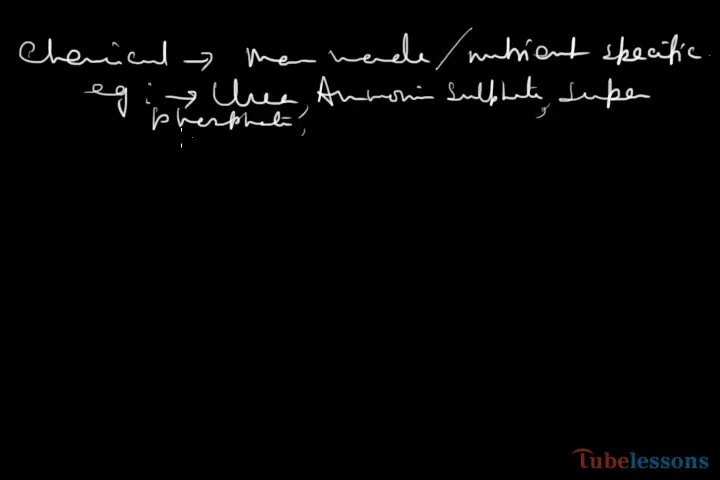 Chemical → man made / nutrient specific
eg : → Urea, Ammonium Sulphate, Super
phosphate,
Tubelessons